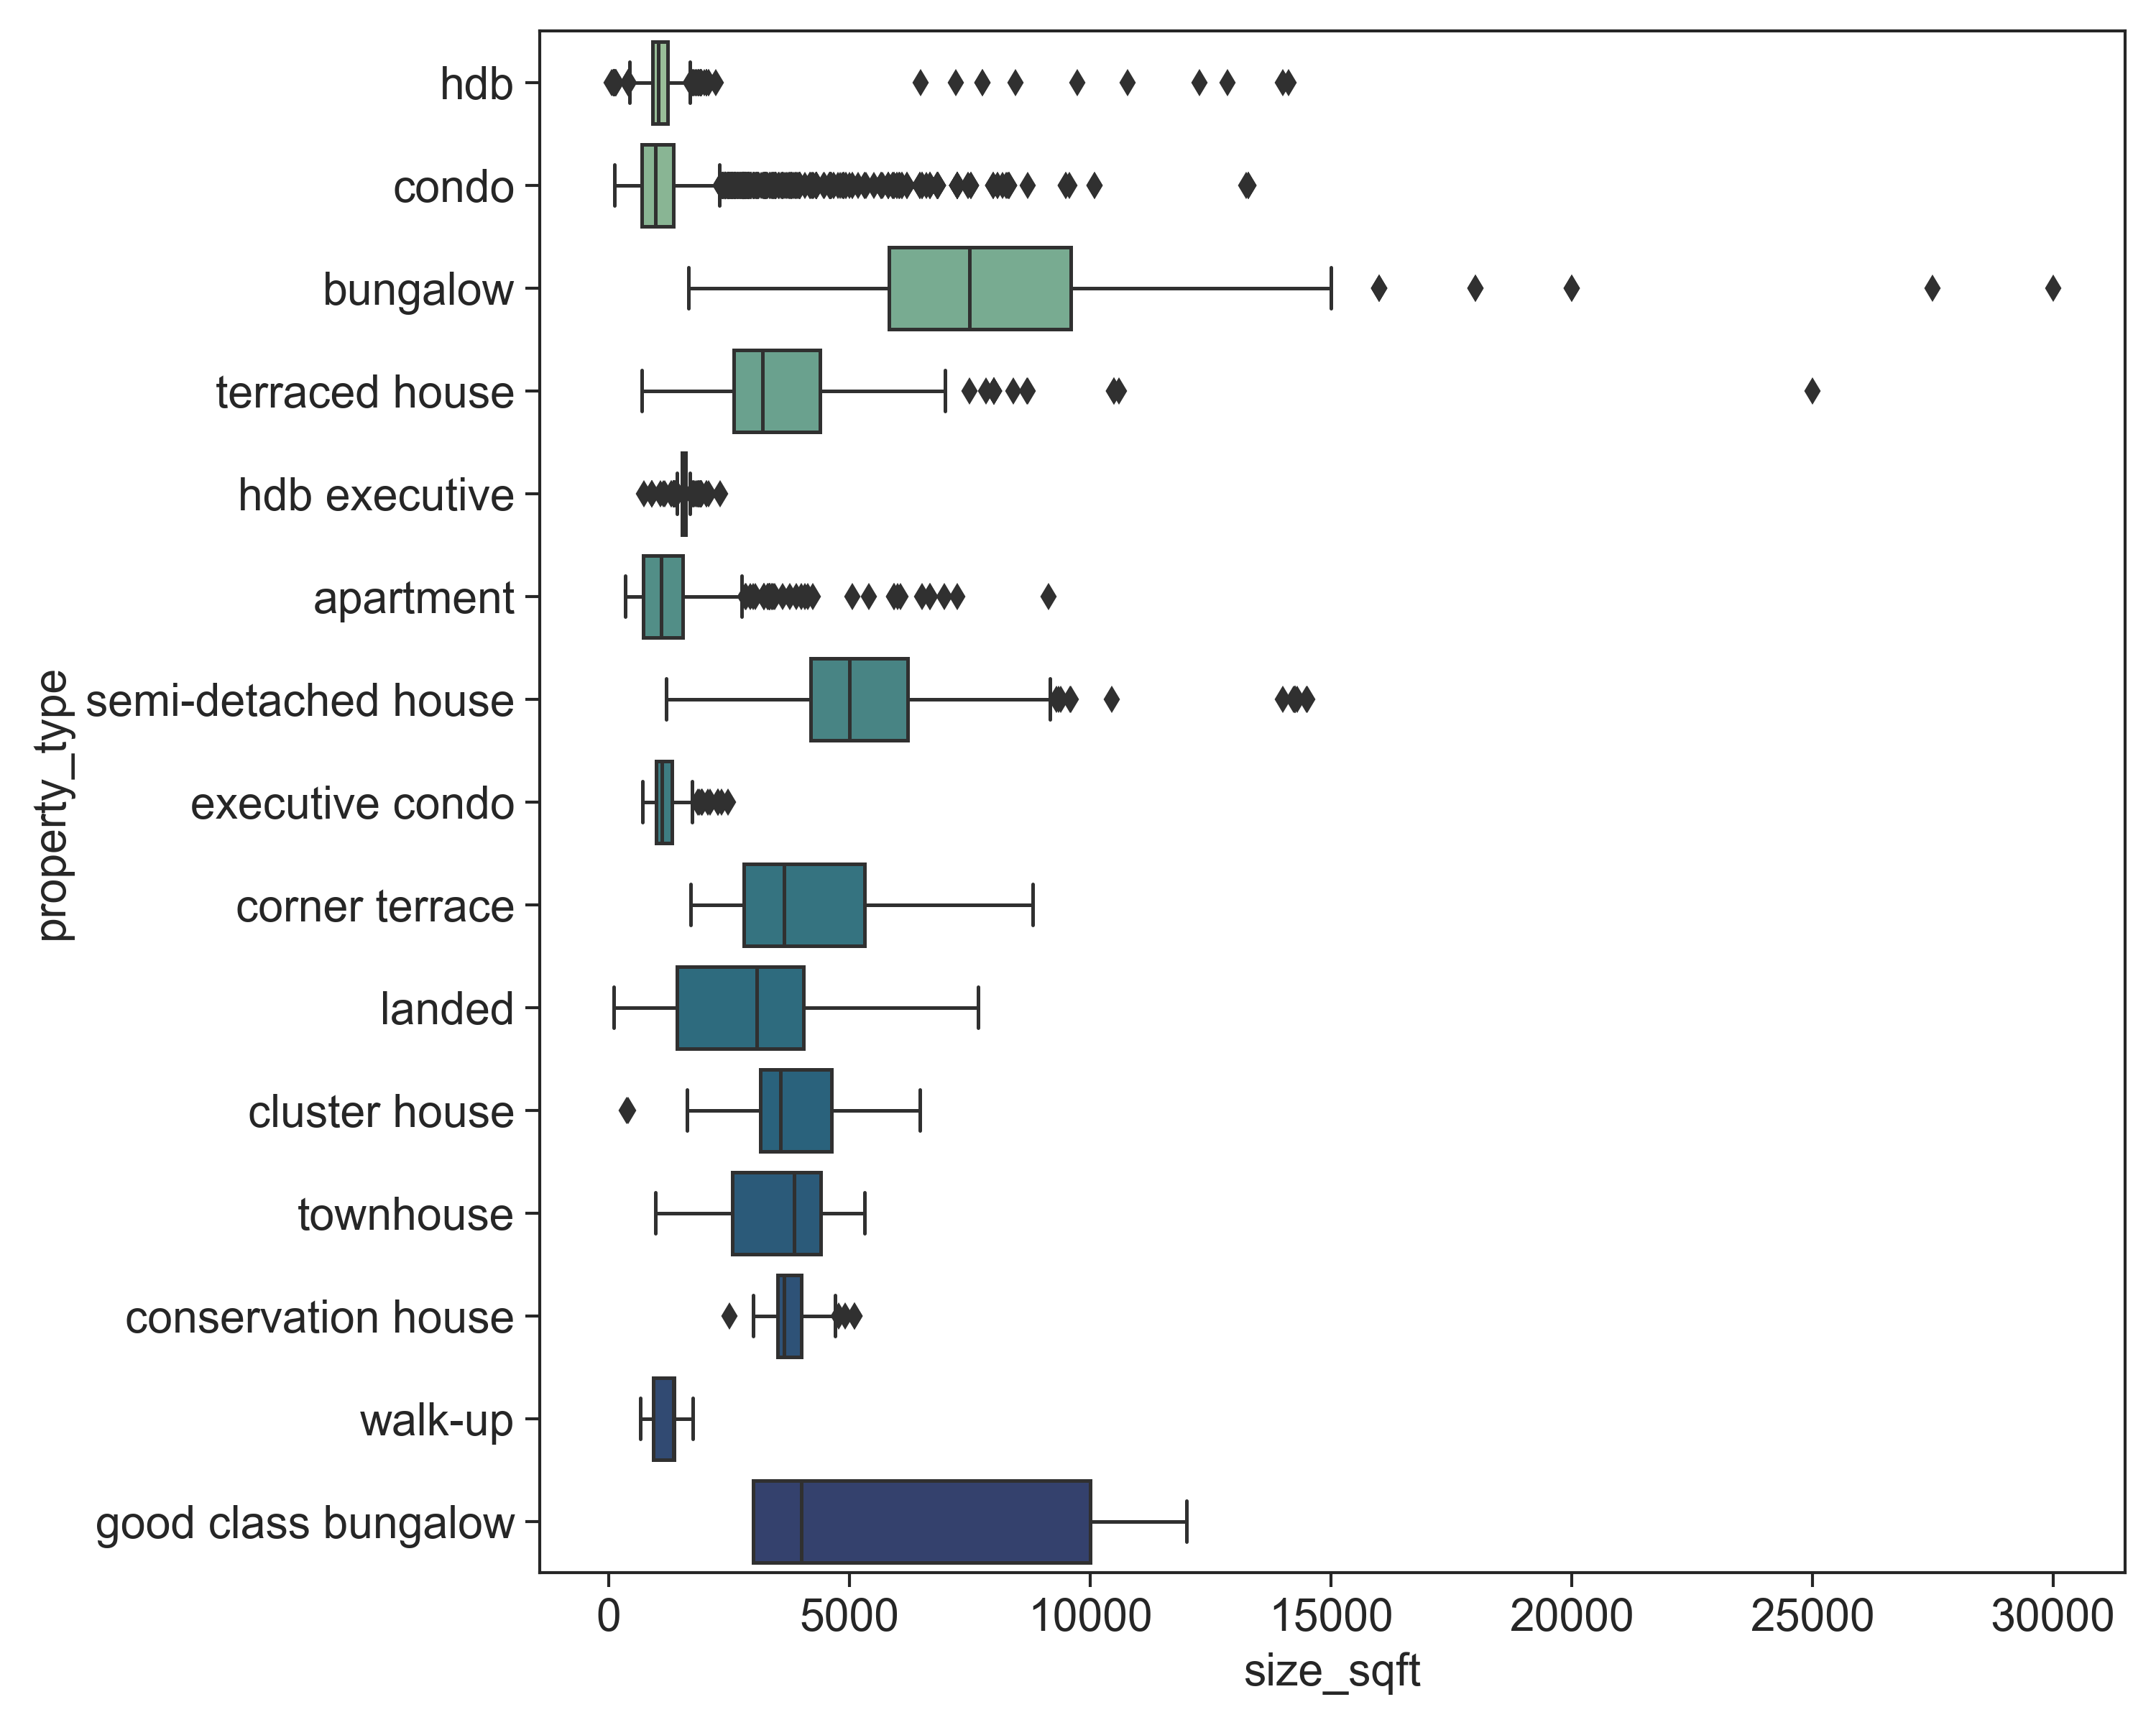 hdb
condo
bungalow
terraced house
hdb executive
apartment
semi-detached house
executive condo
corner terrace
landed
cluster house
townhouse
conservation house
walk-up
good class bungalow
property_type
0 5000 10000 15000 20000 25000 30000
size_sqft